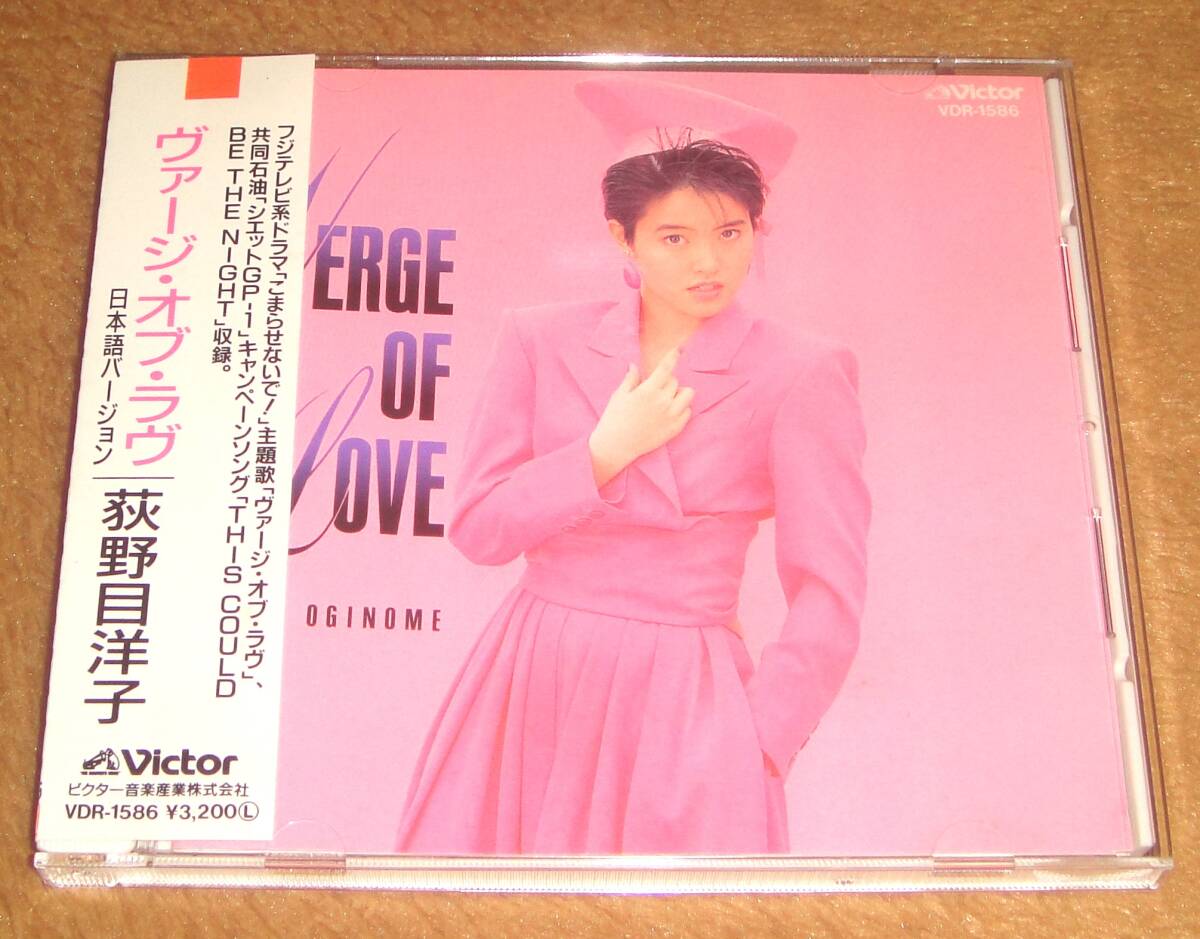 ヴァージ・オブ・ラヴ
日本語バージョン
荻野目洋子
フジテレビ系ドラマ「こまらせないで！」主題歌「ヴァージ・オブ・ラヴ」、
共同石油「シェットGP-1」キャンペーンソング「THIS COULD
BE THE NIGHT」収録。
Victor
ビクター音楽産業株式会社
VDR-1586 ¥3,200Ⓛ
Victor
VDR-1586
VERGE
OF
LOVE
OGINOME